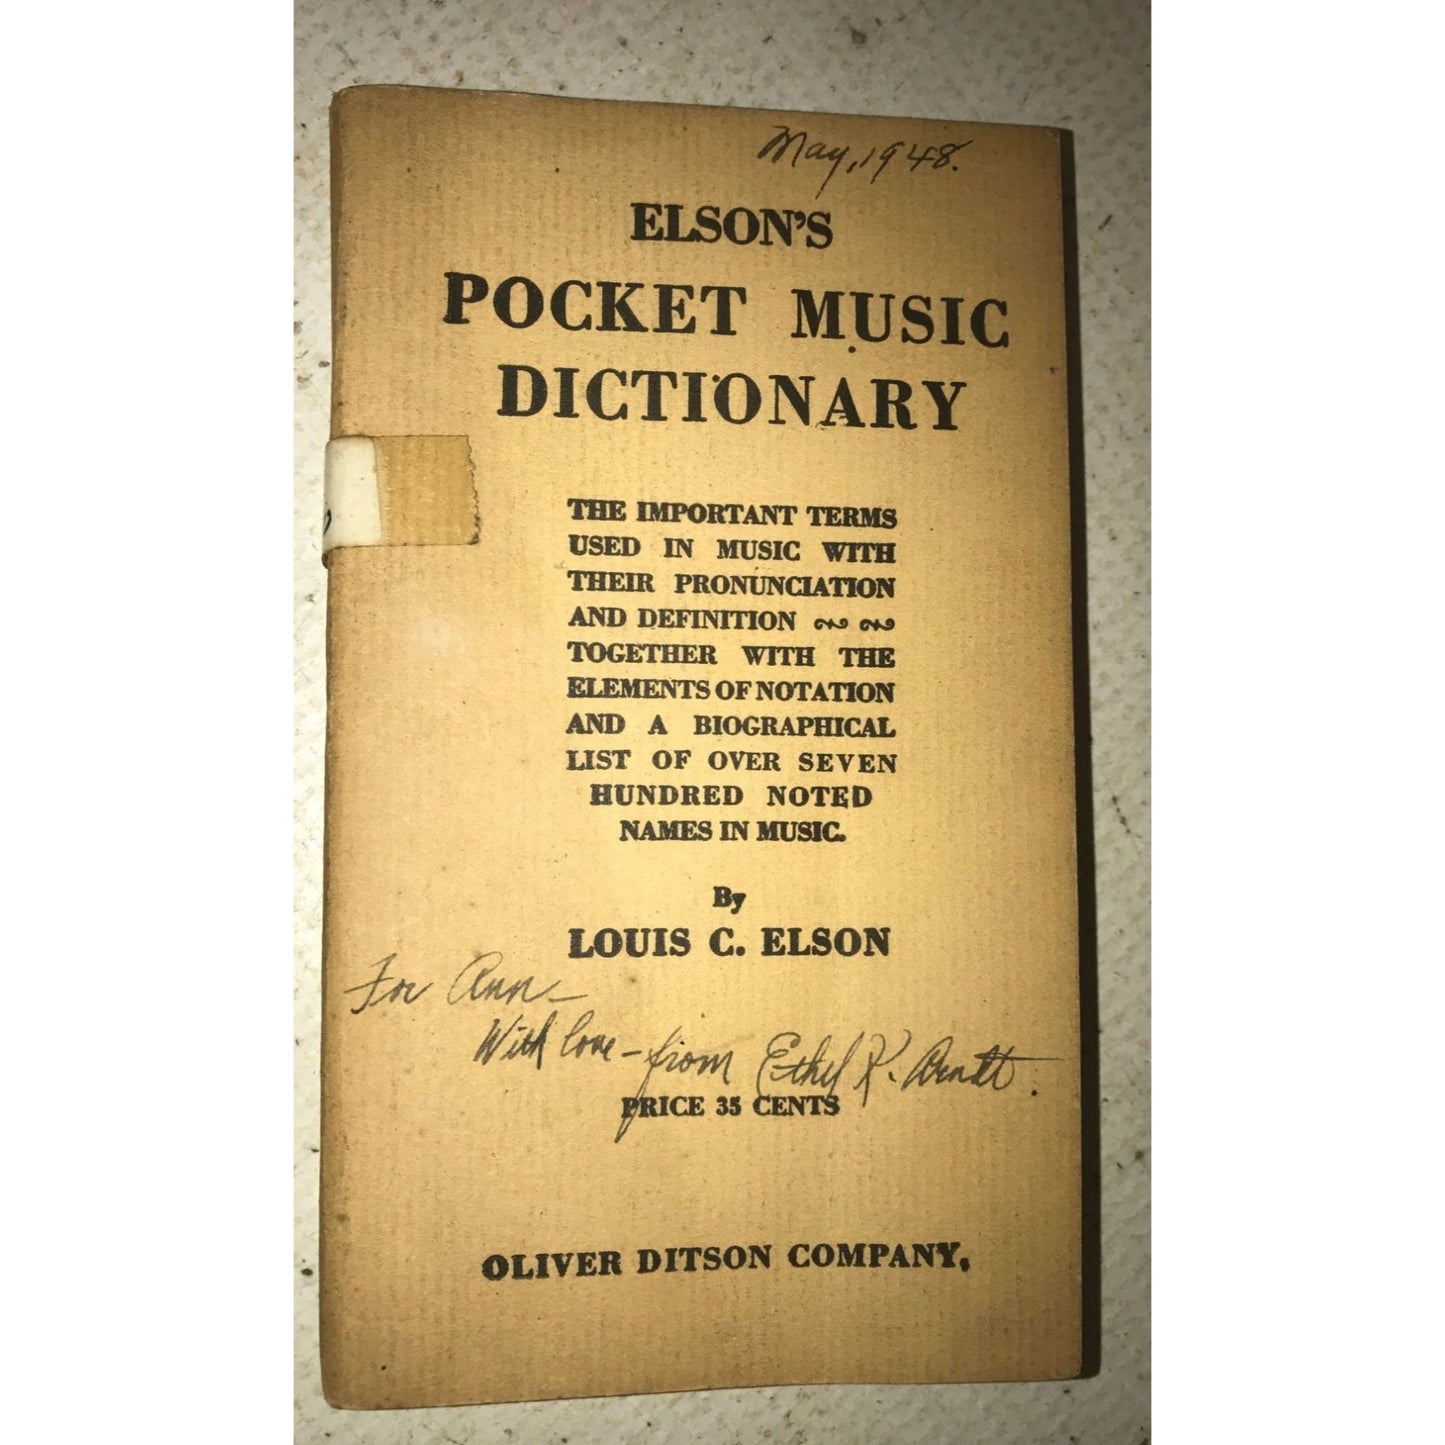 May, 1948.
ELSON'S
POCKET MUSIC
DICTIONARY
THE IMPORTANT TERMS
USED IN MUSIC WITH
THEIR PRONUNCIATION
AND DEFINITION
TOGETHER WITH THE
ELEMENTS OF NOTATION
AND A BIOGRAPHICAL
LIST OF OVER SEVEN
HUNDRED NOTED
NAMES IN MUSIC.
By
LOUIS C. ELSON
For Ann—
With love – from Ethel K. Arndt.
PRICE 35 CENTS
OLIVER DITSON COMPANY.